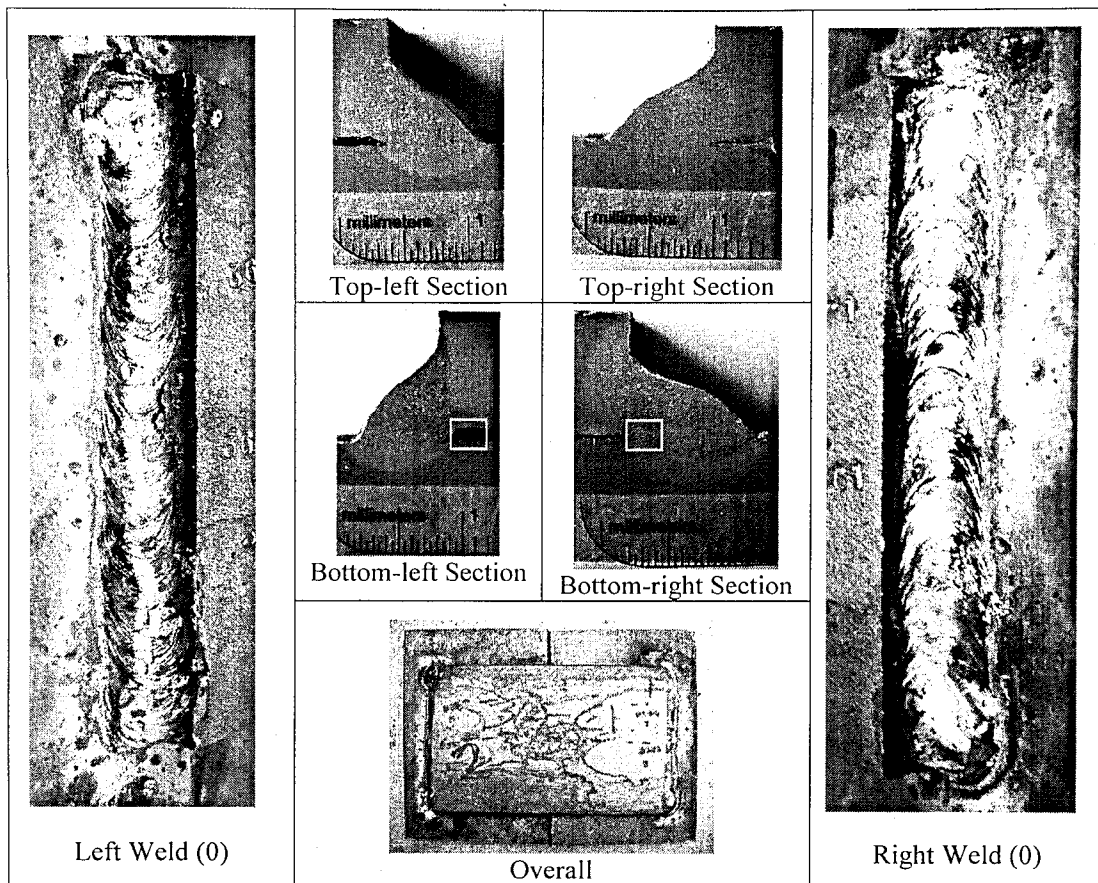 millimeters 1
Top-left Section
millimeters 1
Top-right Section
millimeters 1
Bottom-left Section
millimeters
Bottom-right Section
2
Overall
Left Weld (0)
Right Weld (0)